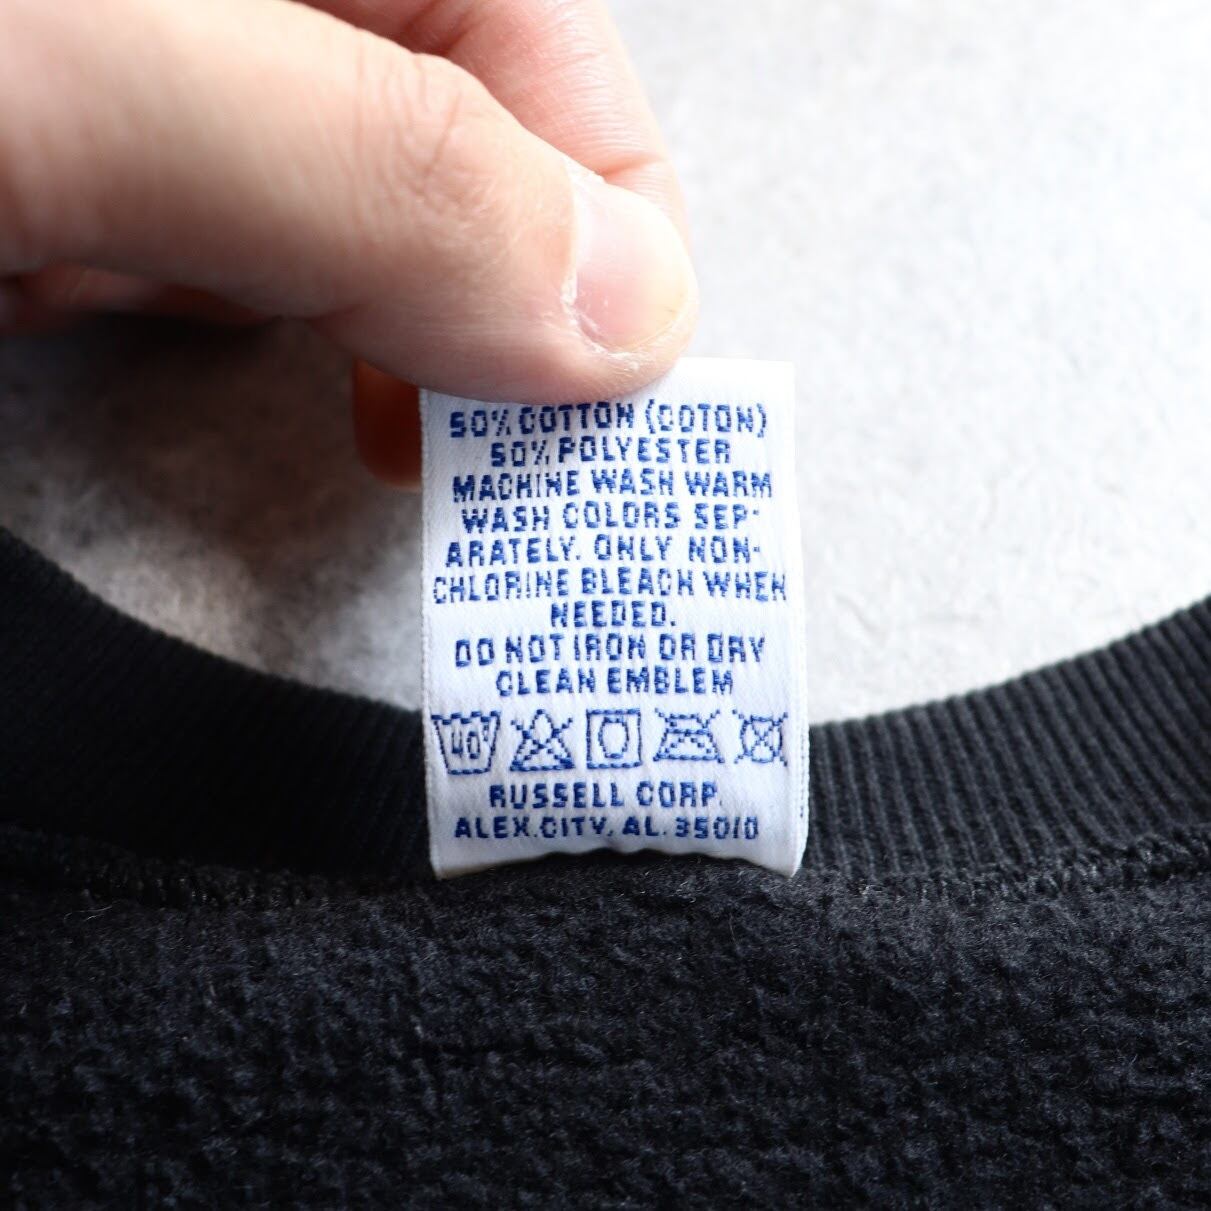 50% COTTON (COTON)
50% POLYESTER
MACHINE WASH WARM
WASH COLORS SEP-
ARATELY. ONLY NON-
CHLORINE BLEACH WHEN
NEEDED.
DO NOT IRON OR DRY
CLEAN EMBLEM
40°
RUSSELL CORP.
ALEX.CITY, AL. 35010